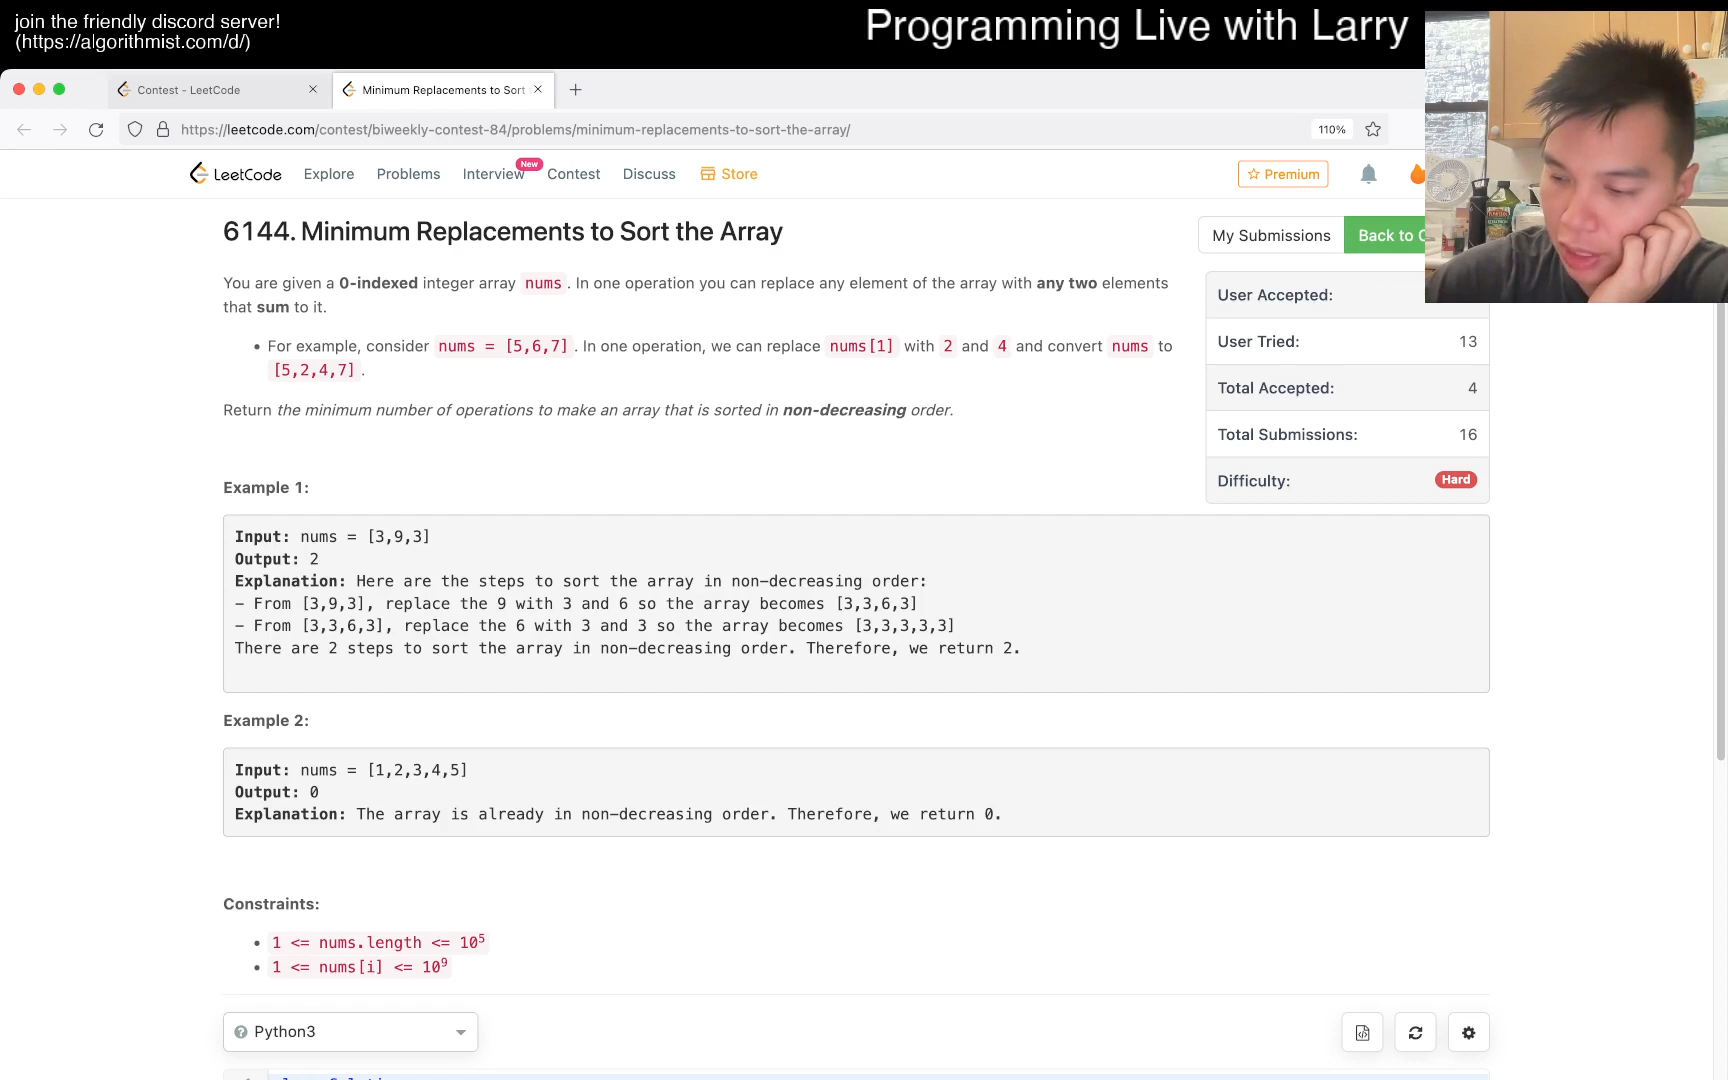 join the friendly discord server!
(https://algorithmist.com/d/)
Programming Live with Larry
Contest - LeetCode
Minimum Replacements to Sort
https://leetcode.com/contest/biweekly-contest-84/problems/minimum-replacements-to-sort-the-array/
110%
LeetCode
Explore
Problems
Interview
New
Contest
Discuss
Store
Premium
6144. Minimum Replacements to Sort the Array
My Submissions
Back to C
You are given a 0-indexed integer array nums. In one operation you can replace any element of the array with any two elements
that sum to it.
• For example, consider nums = [5,6,7]. In one operation, we can replace nums[1] with 2 and 4 and convert nums to
[5,2,4,7].
Return the minimum number of operations to make an array that is sorted in non-decreasing order.
User Accepted:
User Tried: 13
Total Accepted: 4
Total Submissions: 16
Difficulty: Hard
Example 1:
Input: nums = [3,9,3]
Output: 2
Explanation: Here are the steps to sort the array in non-decreasing order:
- From [3,9,3], replace the 9 with 3 and 6 so the array becomes [3,3,6,3]
- From [3,3,6,3], replace the 6 with 3 and 3 so the array becomes [3,3,3,3,3]
There are 2 steps to sort the array in non-decreasing order. Therefore, we return 2.
Example 2:
Input: nums = [1,2,3,4,5]
Output: 0
Explanation: The array is already in non-decreasing order. Therefore, we return 0.
Constraints:
• 1 <= nums.length <= 10⁵
• 1 <= nums[i] <= 10⁹
Python3